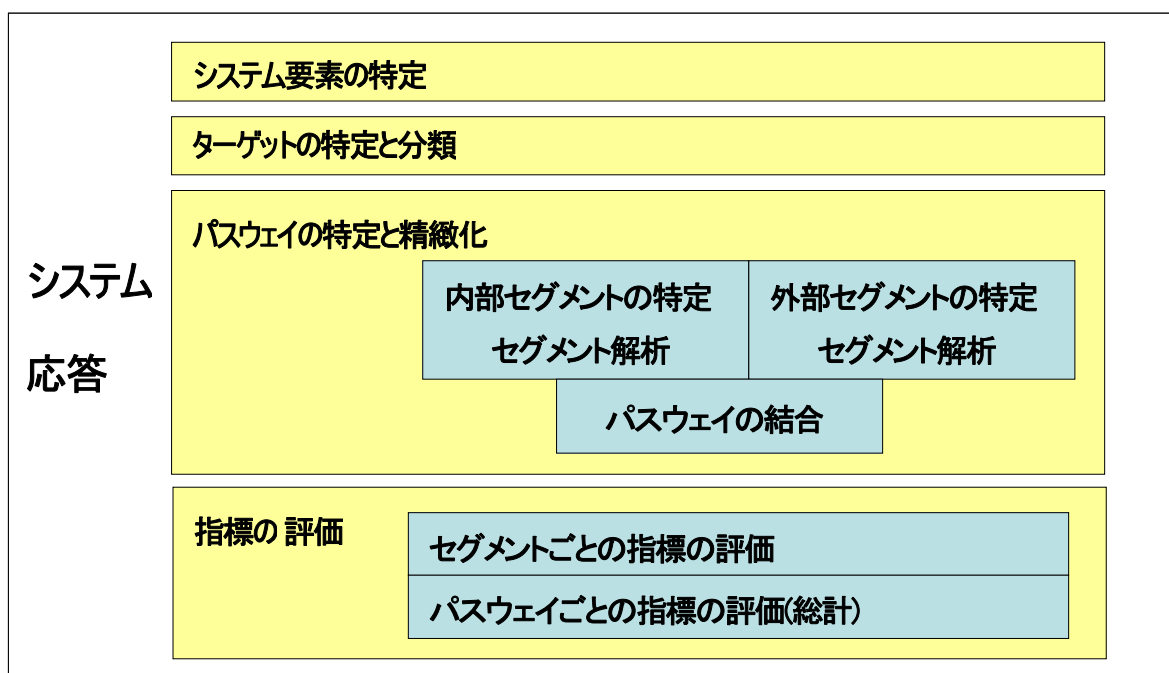 システム要素の特定
ターゲットの特定と分類
パスウェイの特定と精緻化
システム
応答
内部セグメントの特定
セグメント解析
外部セグメントの特定
セグメント解析
パスウェイの結合
指標の 評価
セグメントごとの指標の評価
パスウェイごとの指標の評価(総計)